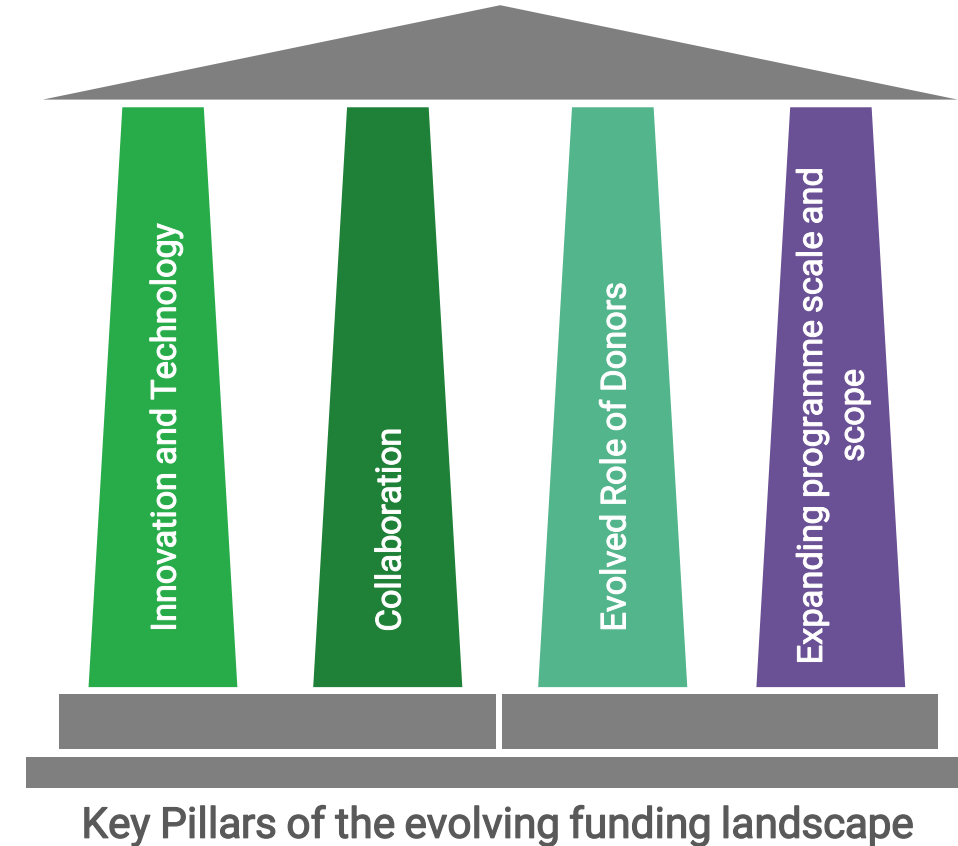 Innovation and Technology
Collaboration
Evolved Role of Donors
Expanding programme scale and
scope
Key Pillars of the evolving funding landscape